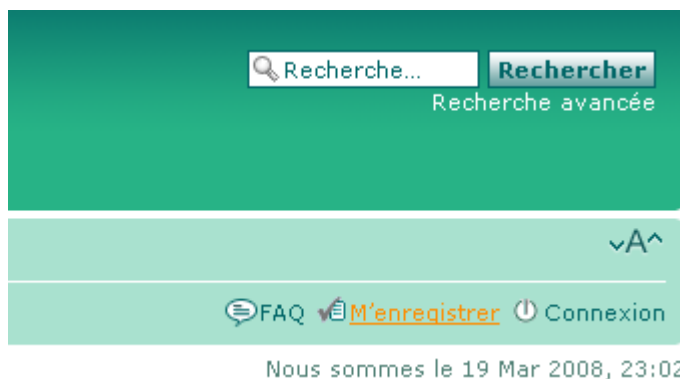 Recherche... Rechercher
Recherche avancée
A
FAQ M'enregistrer Connexion
Nous sommes le 19 Mar 2008, 23:02